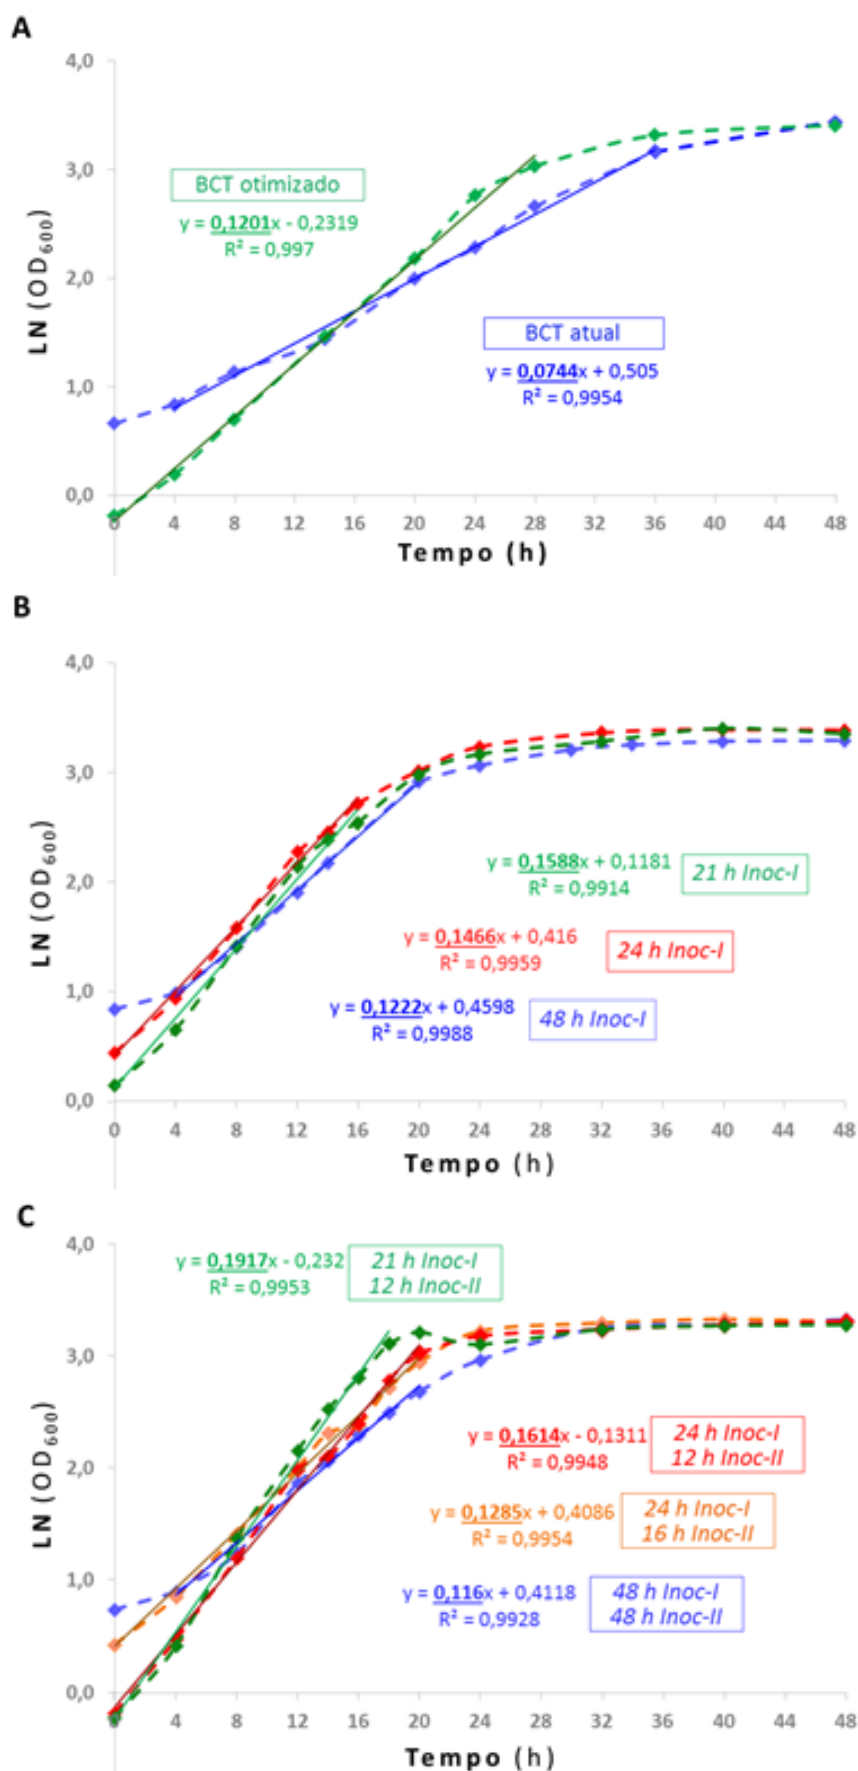 A
4,0
3,0
2,0
1,0
0,0
LN (OD600)
BCT otimizado
y = 0,1201x - 0,2319
R² = 0,997
BCT atual
y = 0,0744x + 0,505
R² = 0,9954
0 4 8 12 16 20 24 28 32 36 40 44 48
Tempo (h)
B
4,0
3,0
2,0
1,0
0,0
LN (OD600)
y = 0,1588x + 0,1181
R² = 0,9914
21 h Inoc-I
y = 0,1466x + 0,416
R² = 0,9959
24 h Inoc-I
y = 0,1222x + 0,4598
R² = 0,9988
48 h Inoc-I
0 4 8 12 16 20 24 28 32 36 40 44 48
Tempo (h)
C
4,0
3,0
2,0
1,0
0,0
LN (OD600)
y = 0,1917x - 0,232
R² = 0,9953
21 h Inoc-I
12 h Inoc-II
y = 0,1614x - 0,1311
R² = 0,9948
24 h Inoc-I
12 h Inoc-II
y = 0,1285x + 0,4086
R² = 0,9954
24 h Inoc-I
16 h Inoc-II
y = 0,116x + 0,4118
R² = 0,9928
48 h Inoc-I
48 h Inoc-II
0 4 8 12 16 20 24 28 32 36 40 44 48
Tempo (h)